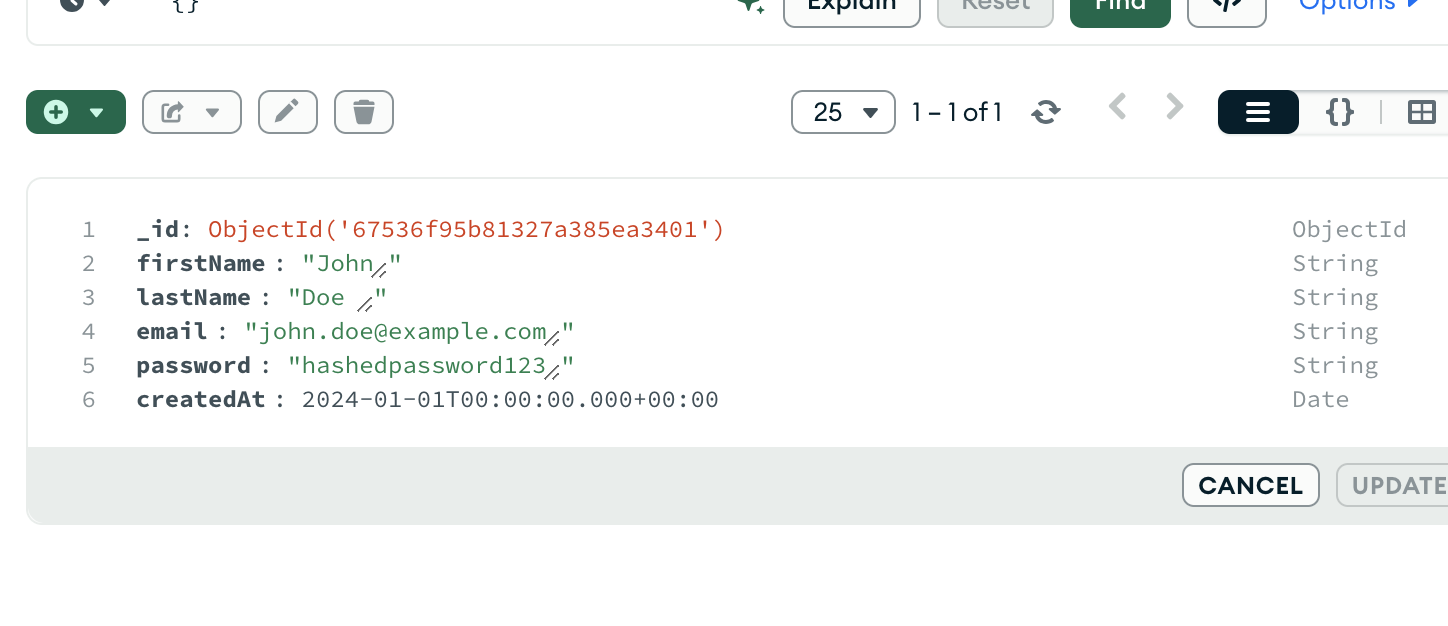 {} Explain Reset Find </> Options
25 1 – 1 of 1 {}
1 _id: ObjectId('67536f95b81327a385ea3401') ObjectId
2 firstName : "John" String
3 lastName : "Doe " String
4 email : "john.doe@example.com" String
5 password : "hashedpassword123" String
6 createdAt : 2024-01-01T00:00:00.000+00:00 Date
CANCEL UPDATE